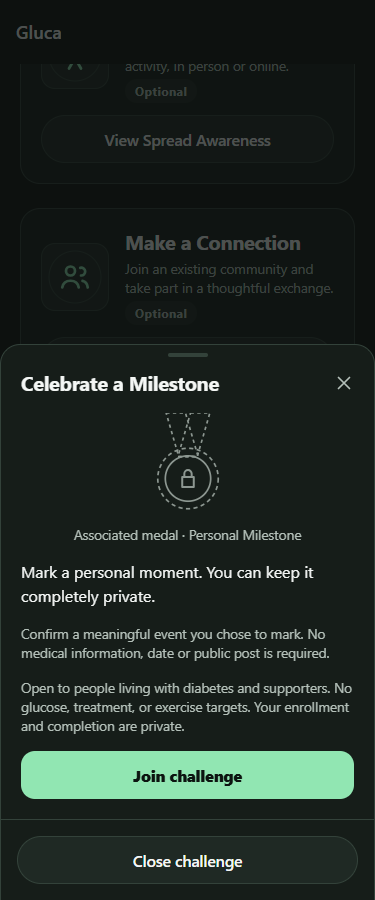 Gluca
activity, in person or online.
Optional
View Spread Awareness
Make a Connection
Join an existing community and
take part in a thoughtful exchange.
Optional
Celebrate a Milestone
Associated medal · Personal Milestone
Mark a personal moment. You can keep it
completely private.
Confirm a meaningful event you chose to mark. No
medical information, date or public post is required.
Open to people living with diabetes and supporters. No
glucose, treatment, or exercise targets. Your enrollment
and completion are private.
Join challenge
Close challenge